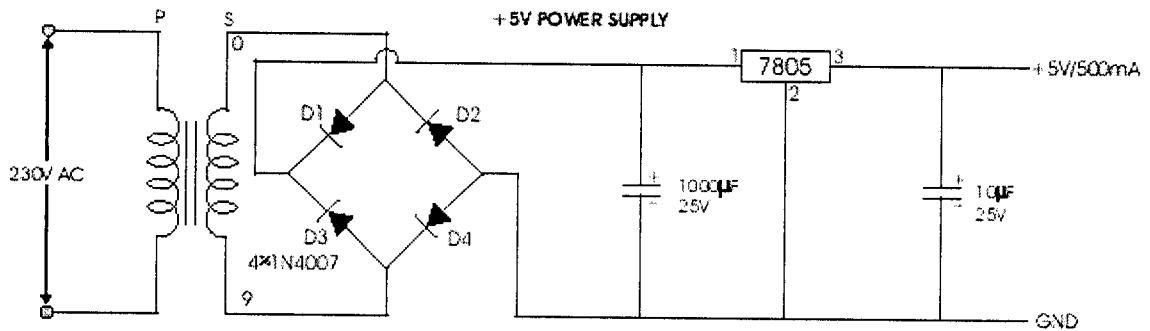 +5V POWER SUPPLY
P S
0
1 7805 3
2
+5V/500mA
D1 D2
230V AC
1000µF
25V
+
−
10µF
25V
+
−
D3 D4
4×1N4007
9
GND